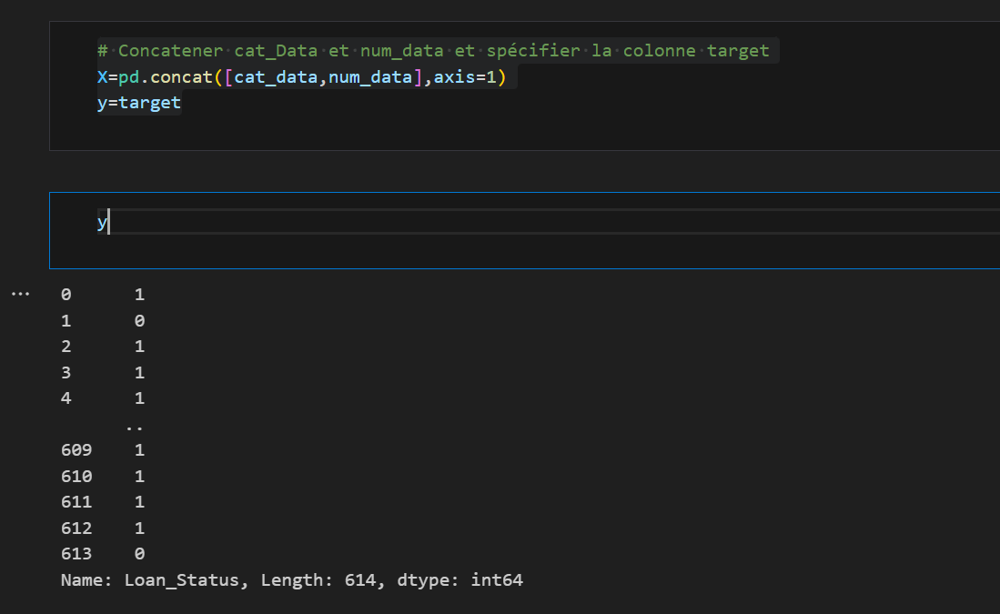 # Concatener cat_Data et num_data et spécifier la colonne target
X=pd.concat([cat_data,num_data],axis=1)
y=target
y
0      1
1      0
2      1
3      1
4      1
      ..
609    1
610    1
611    1
612    1
613    0
Name: Loan_Status, Length: 614, dtype: int64